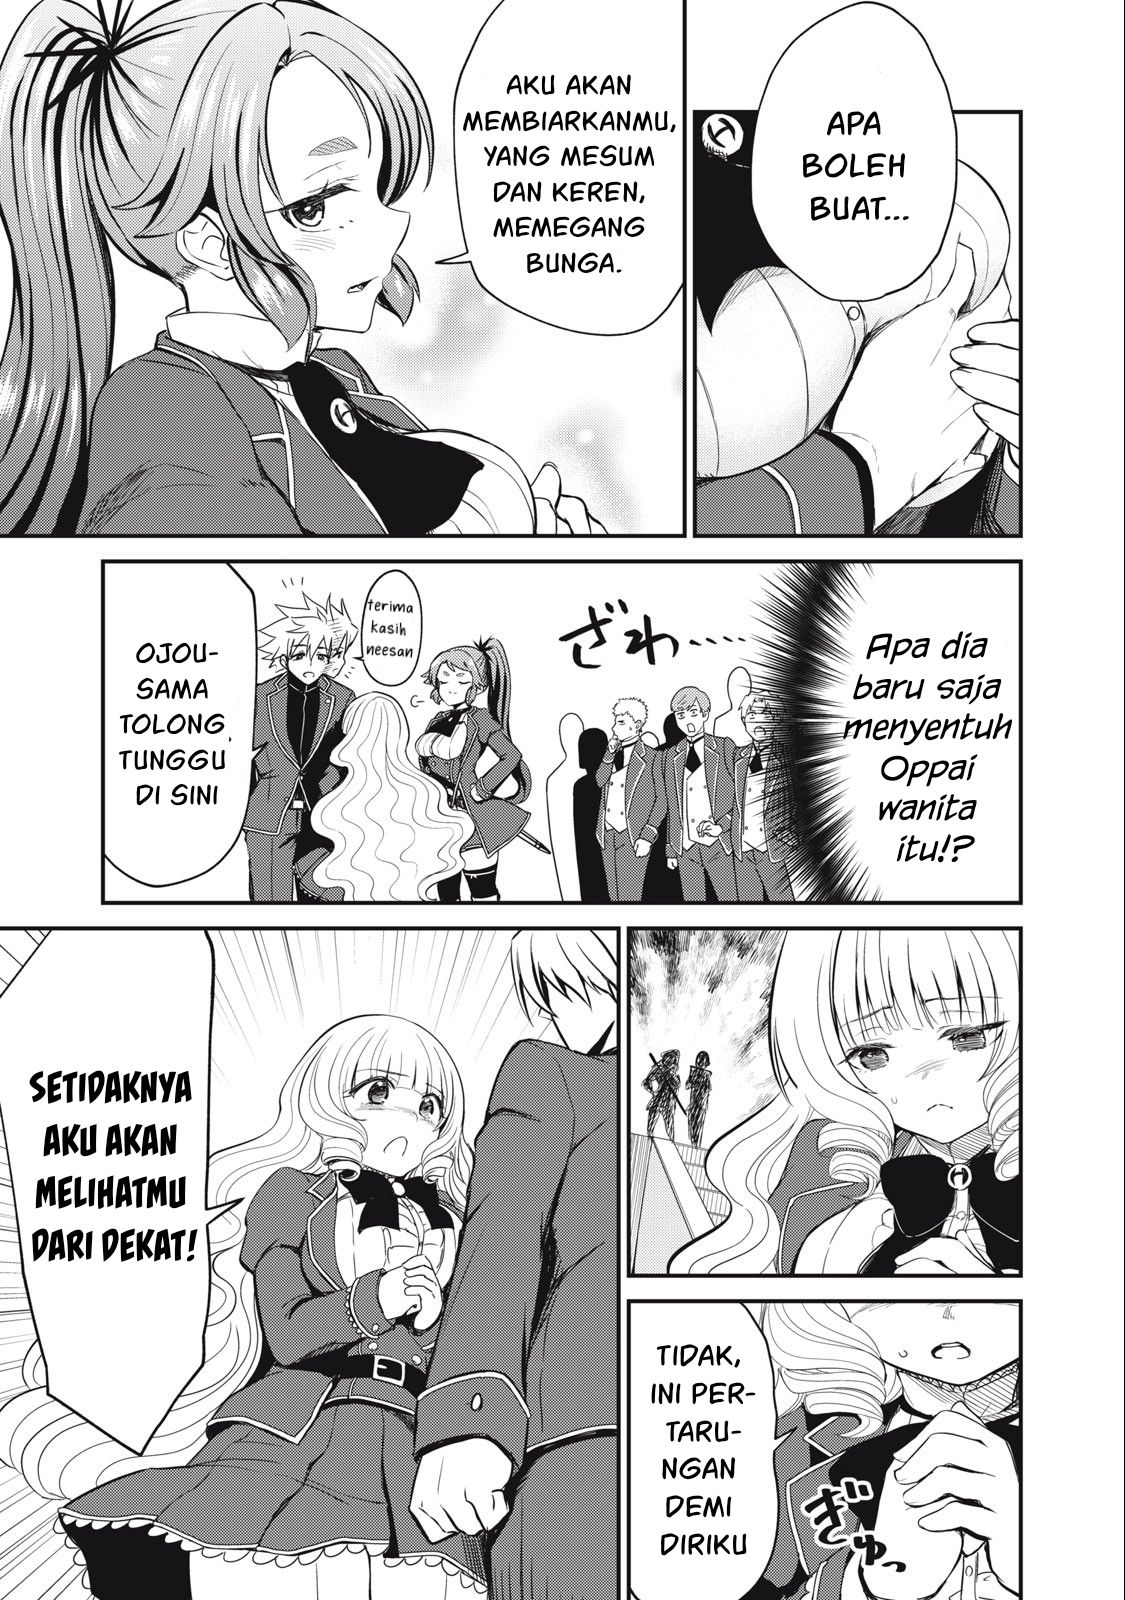 APA
BOLEH
BUAT...
AKU AKAN
MEMBIARKANMU,
YANG MESUM
DAN KEREN,
MEMEGANG
BUNGA.
Apa dia
baru saja
menyentuh
Oppai
wanita
itu!?
ざわ.....
terima
kasih
neesan
OJOU-
SAMA
TOLONG
TUNGGU
DI SINI
TIDAK,
INI PER-
TARU-
NGAN
DEMI
DIRIKU
ぎゅっ
SETIDAKNYA
AKU AKAN
MELIHATMU
DARI DEKAT!